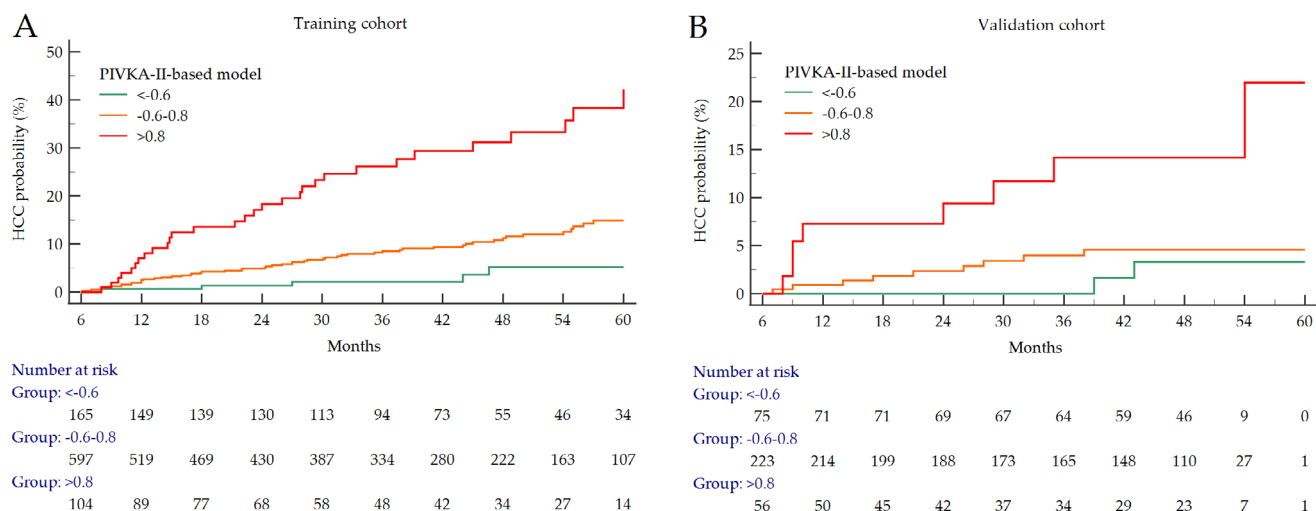 A
Training cohort
HCC probability (%)
50
40
30
20
10
0
PIVKA-II-based model
<-0.6
-0.6-0.8
>0.8
6 12 18 24 30 36 42 48 54 60
Months
Number at risk
Group: <-0.6
165 149 139 130 113 94 73 55 46 34
Group: -0.6-0.8
597 519 469 430 387 334 280 222 163 107
Group: >0.8
104 89 77 68 58 48 42 34 27 14
B
Validation cohort
HCC probability (%)
25
20
15
10
5
0
PIVKA-II-based model
<-0.6
-0.6-0.8
>0.8
6 12 18 24 30 36 42 48 54 60
Months
Number at risk
Group: <-0.6
75 71 71 69 67 64 59 46 9 0
Group: -0.6-0.8
223 214 199 188 173 165 148 110 27 1
Group: >0.8
56 50 45 42 37 34 29 23 7 1